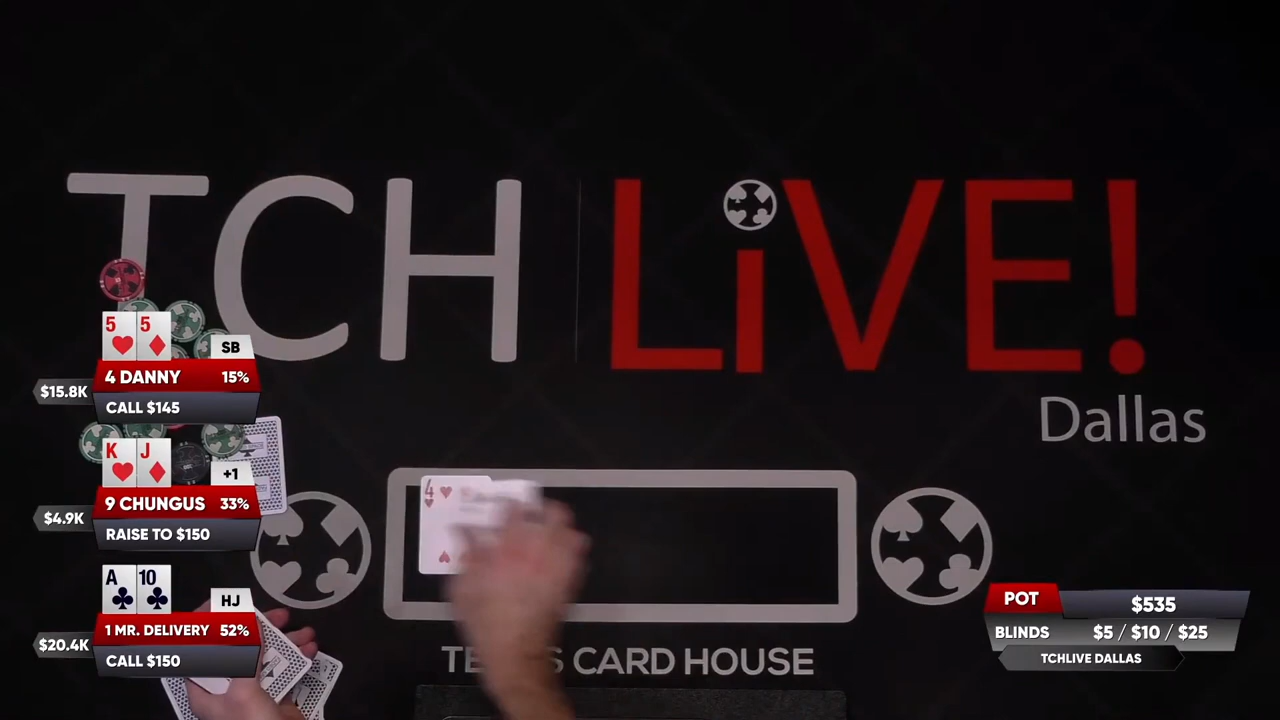 TCH LiVE!
Dallas
5 5
SB
4 DANNY 15%
$15.8K
CALL $145
K J
+1
9 CHUNGUS 33%
$4.9K
RAISE TO $150
4
A 10
HJ
1 MR. DELIVERY 52%
$20.4K
CALL $150
CARD HOUSE
POT $535
BLINDS $5 / $10 / $25
TCHLIVE DALLAS